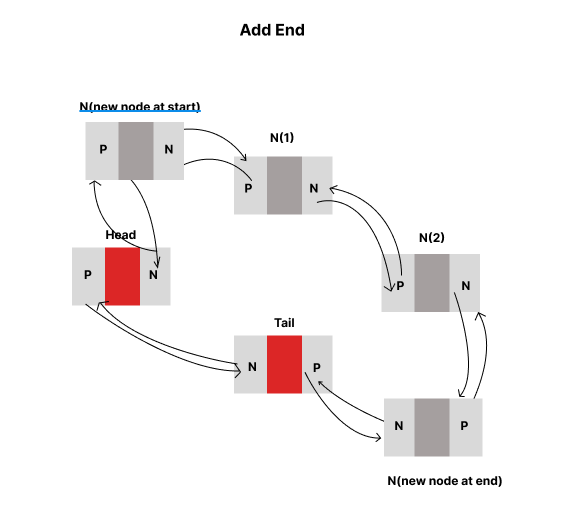 Add End
N(new node at start)
P N
N(1)
P N
N(2)
P N
Head
P N
Tail
N P
N P
N(new node at end)